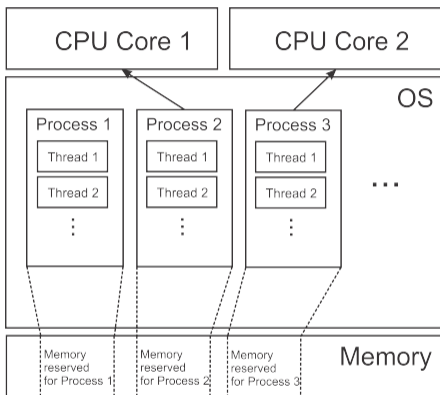 CPU Core 1
CPU Core 2
OS
Process 1
Thread 1
Thread 2
Process 2
Thread 1
Thread 2
Process 3
Thread 1
Thread 2
Memory
reserved
for Process 1
Memory
reserved
for Process 2
Memory
reserved
for Process 3
Memory